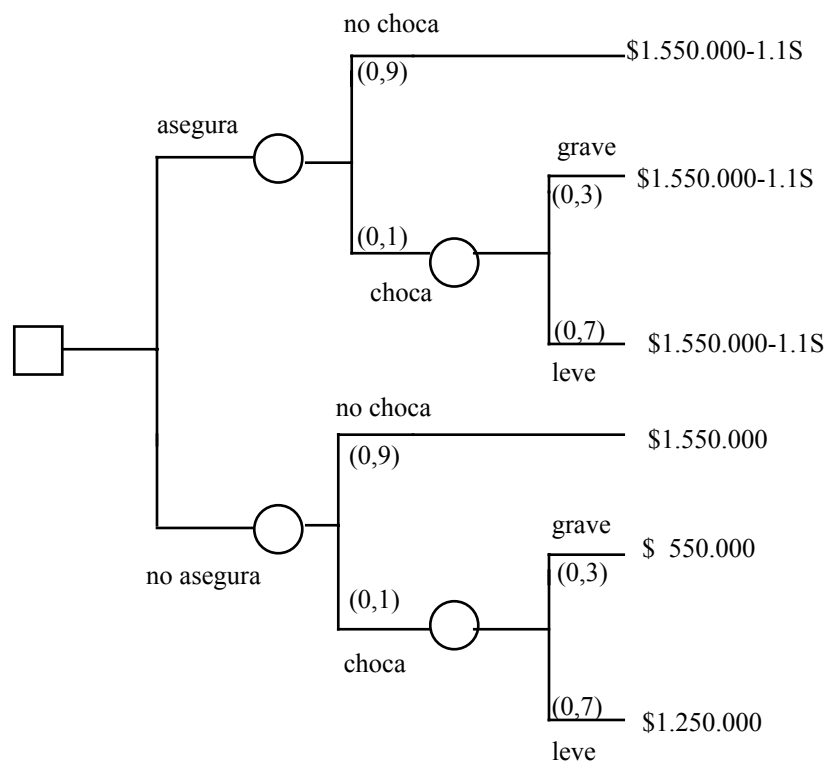 no choca
$1.550.000-1.1S
(0,9)
asegura
grave
$1.550.000-1.1S
(0,3)
(0,1)
choca
(0,7)
$1.550.000-1.1S
leve
no choca
$1.550.000
(0,9)
grave
$ 550.000
no asegura
(0,3)
(0,1)
choca
(0,7)
$1.250.000
leve